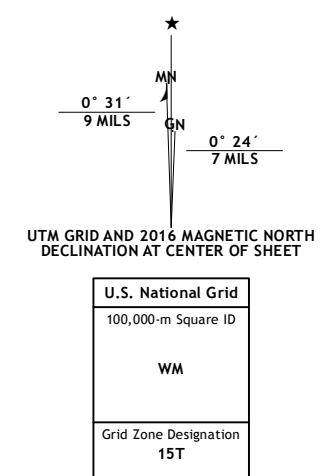 ★
MN
0° 31´
9 MILS
GN
0° 24´
7 MILS
UTM GRID AND 2016 MAGNETIC NORTH
DECLINATION AT CENTER OF SHEET
U.S. National Grid
100,000-m Square ID
WM
Grid Zone Designation
15T